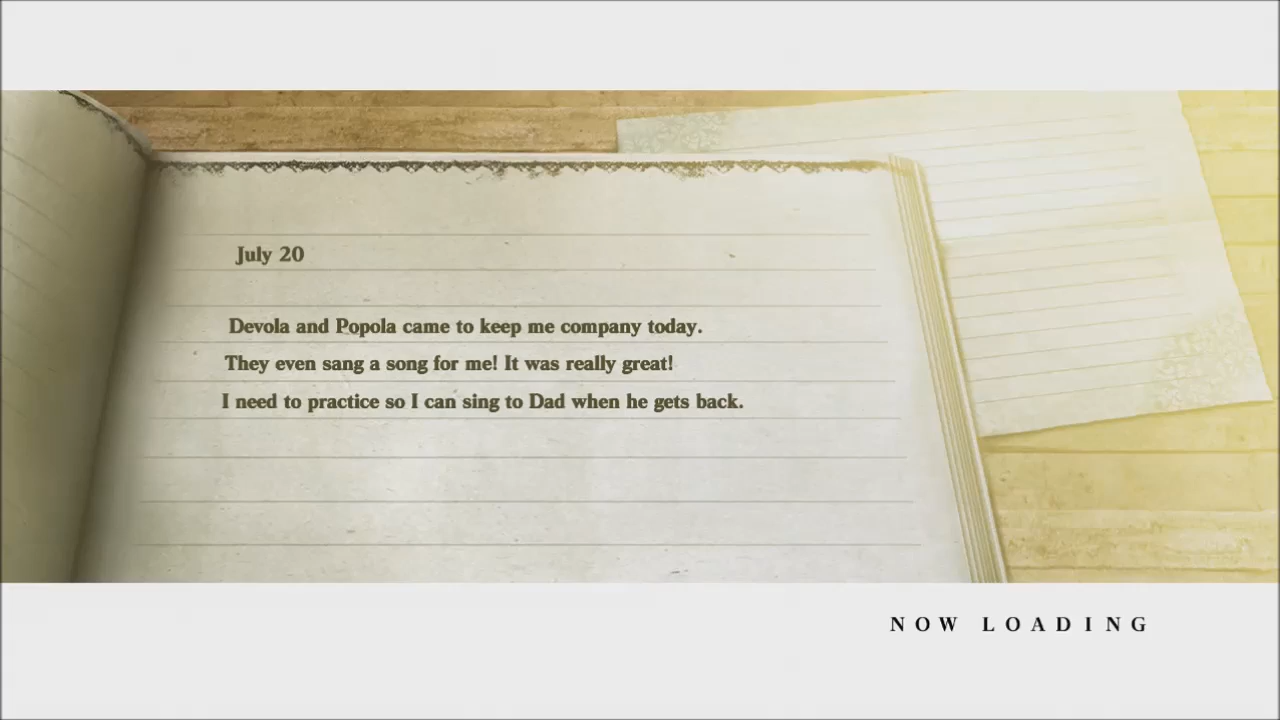 July 20
Devola and Popola came to keep me company today.
They even sang a song for me! It was really great!
I need to practice so I can sing to Dad when he gets back.
NOW LOADING